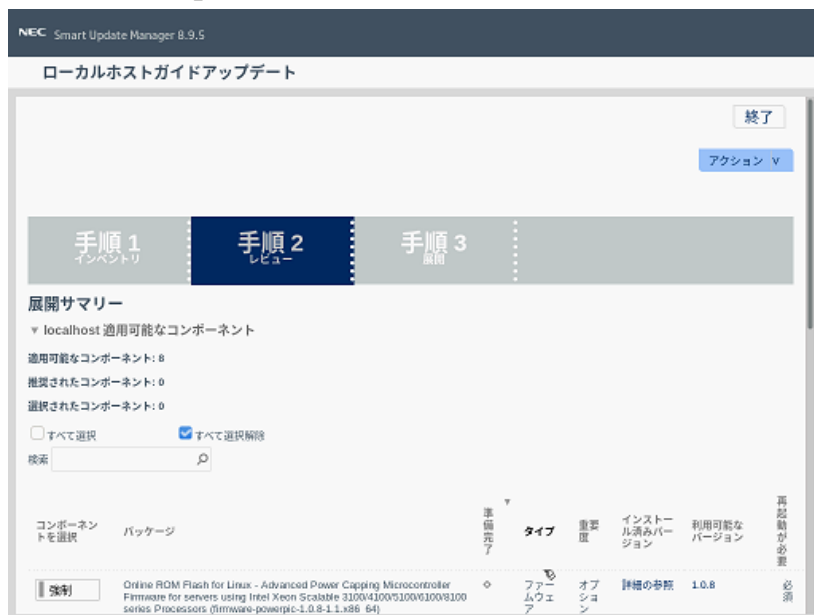 NEC Smart Update Manager 8.9.5
ローカルホストガイドアップデート
終了
アクション ∨
手順 1
インベントリ
手順 2
レビュー
手順 3
展開
展開サマリー
▼ localhost 適用可能なコンポーネント
適用可能なコンポーネント: 8
推奨されたコンポーネント: 0
選択されたコンポーネント: 0
すべて選択
すべて選択解除
検索
コンポーネントを選択
パッケージ
準備完了
タイプ
重要度
インストール済みバージョン
利用可能なバージョン
再起動が必要
強制
Online ROM Flash for Linux - Advanced Power Capping Microcontroller
Firmware for servers using Intel Xeon Scalable 3100/4100/5100/6100/8100
series Processors (firmware-powerpic-1.0.8-1.1.x86_64)
ファームウェア
オプション
詳細の参照
1.0.8
必須